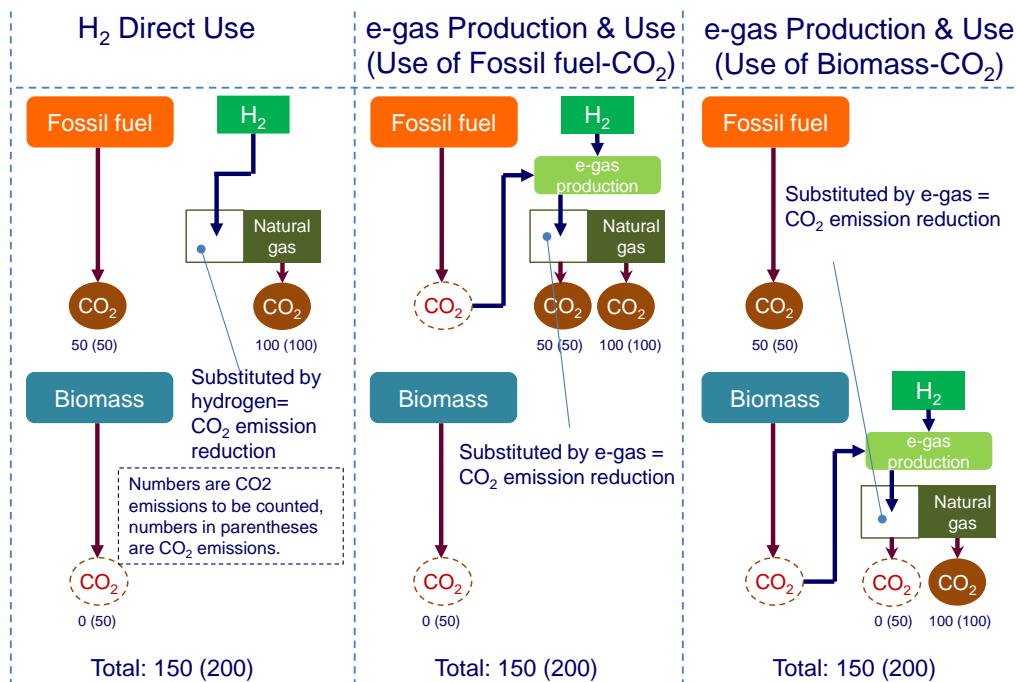 H₂ Direct Use
Fossil fuel
H₂
Natural
gas
CO₂
CO₂
50 (50)
100 (100)
Biomass
Substituted by
hydrogen=
CO₂ emission
reduction
Numbers are CO2
emissions to be counted,
numbers in parentheses
are CO₂ emissions.
CO₂
0 (50)
Total: 150 (200)
e-gas Production & Use
(Use of Fossil fuel-CO₂)
Fossil fuel
H₂
e-gas
production
Natural
gas
CO₂
CO₂
CO₂
50 (50)
100 (100)
Biomass
Substituted by e-gas =
CO₂ emission reduction
CO₂
0 (50)
Total: 150 (200)
e-gas Production & Use
(Use of Biomass-CO₂)
Fossil fuel
Substituted by e-gas =
CO₂ emission reduction
CO₂
50 (50)
Biomass
H₂
e-gas
production
Natural
gas
CO₂
CO₂
CO₂
0 (50)
100 (100)
Total: 150 (200)